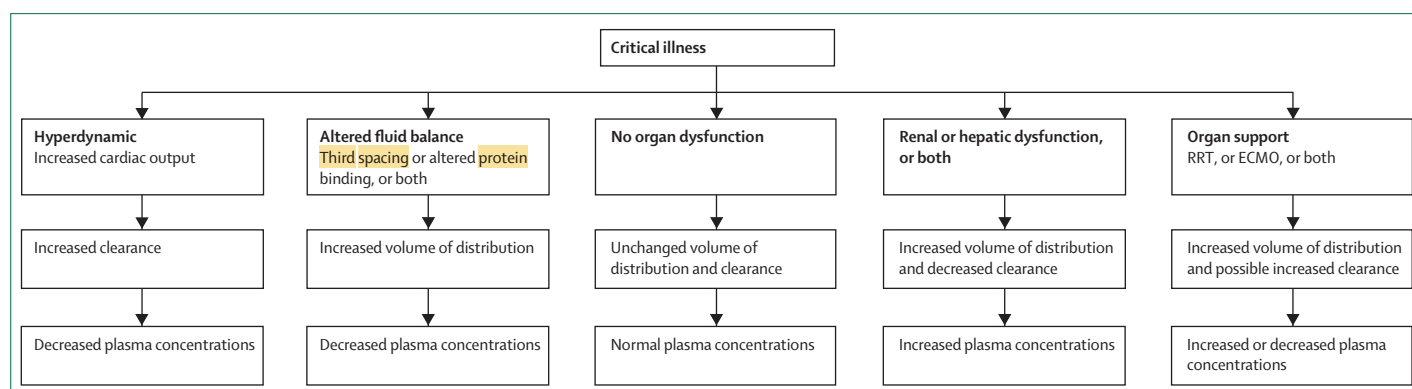 Critical illness
Hyperdynamic
Increased cardiac output
Altered fluid balance
Third spacing or altered protein
binding, or both
No organ dysfunction
Renal or hepatic dysfunction,
or both
Organ support
RRT, or ECMO, or both
Increased clearance
Increased volume of distribution
Unchanged volume of
distribution and clearance
Increased volume of distribution
and decreased clearance
Increased volume of distribution
and possible increased clearance
Decreased plasma concentrations
Decreased plasma concentrations
Normal plasma concentrations
Increased plasma concentrations
Increased or decreased plasma
concentrations